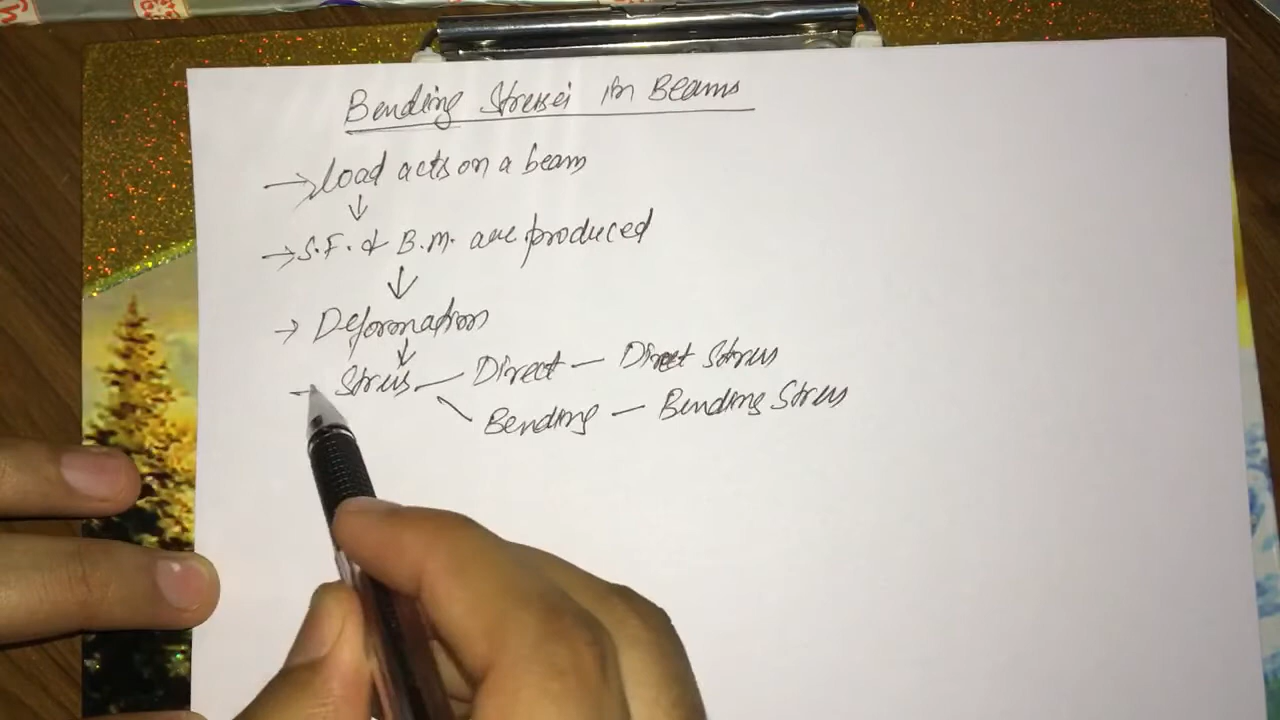 Bending Stresses in Beams
→ load acts on a beam
↓
→ S.F. & B.M. are produced
↓
→ Deformation
↓
→ Stress — Direct — Direct Stress
Bending — Bending Stress